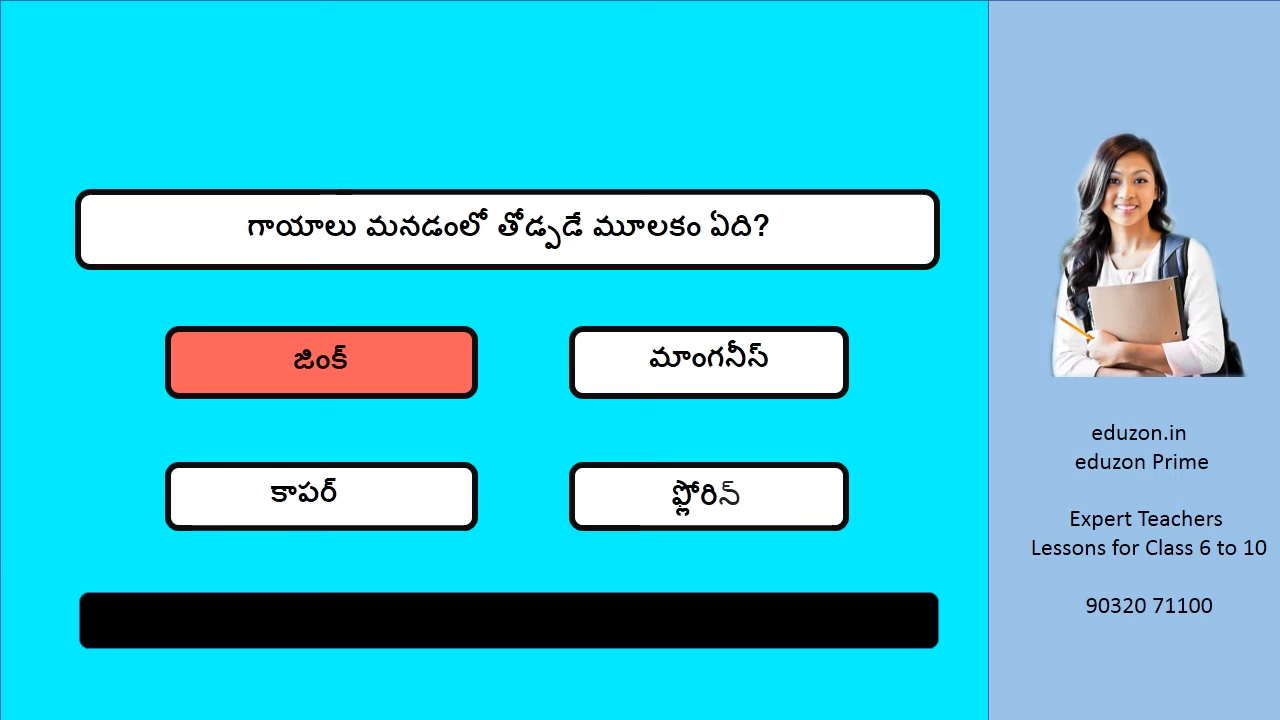 గాయాలు మనడంలో తోడ్పడే మూలకం ఏది?
జింక్
మాంగనీస్
కాపర్
ఫ్లోరిన్
eduzon.in
eduzon Prime
Expert Teachers
Lessons for Class 6 to 10
90320 71100